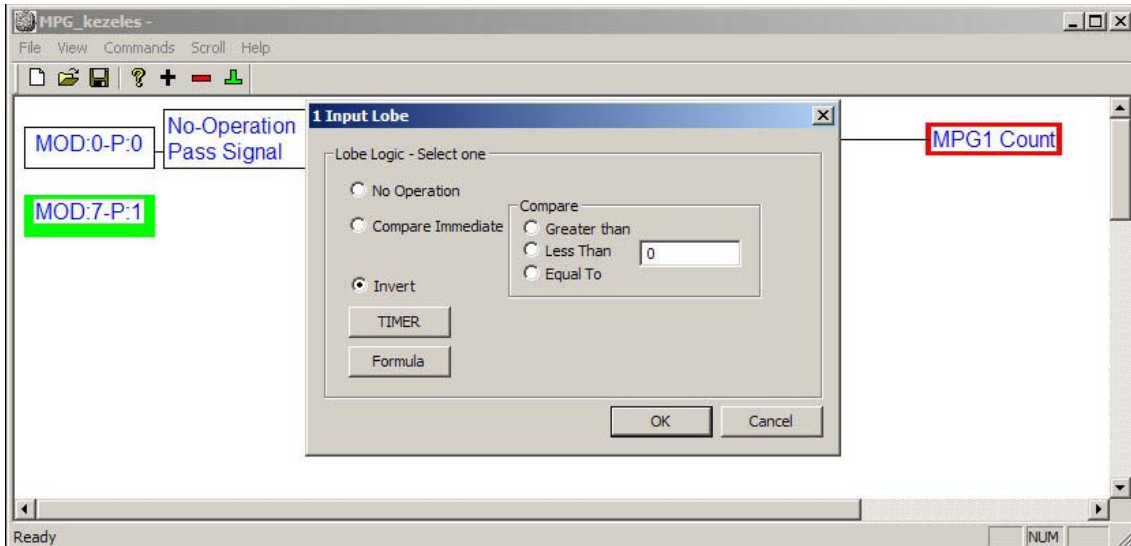 MPG_kezeles -
File View Commands Scroll Help
MOD:0-P:0
No-Operation
Pass Signal
MPG1 Count
MOD:7-P:1
1 Input Lobe
Lobe Logic - Select one
No Operation
Compare Immediate
Compare
Greater than
Less Than
0
Equal To
Invert
TIMER
Formula
OK Cancel
Ready NUM